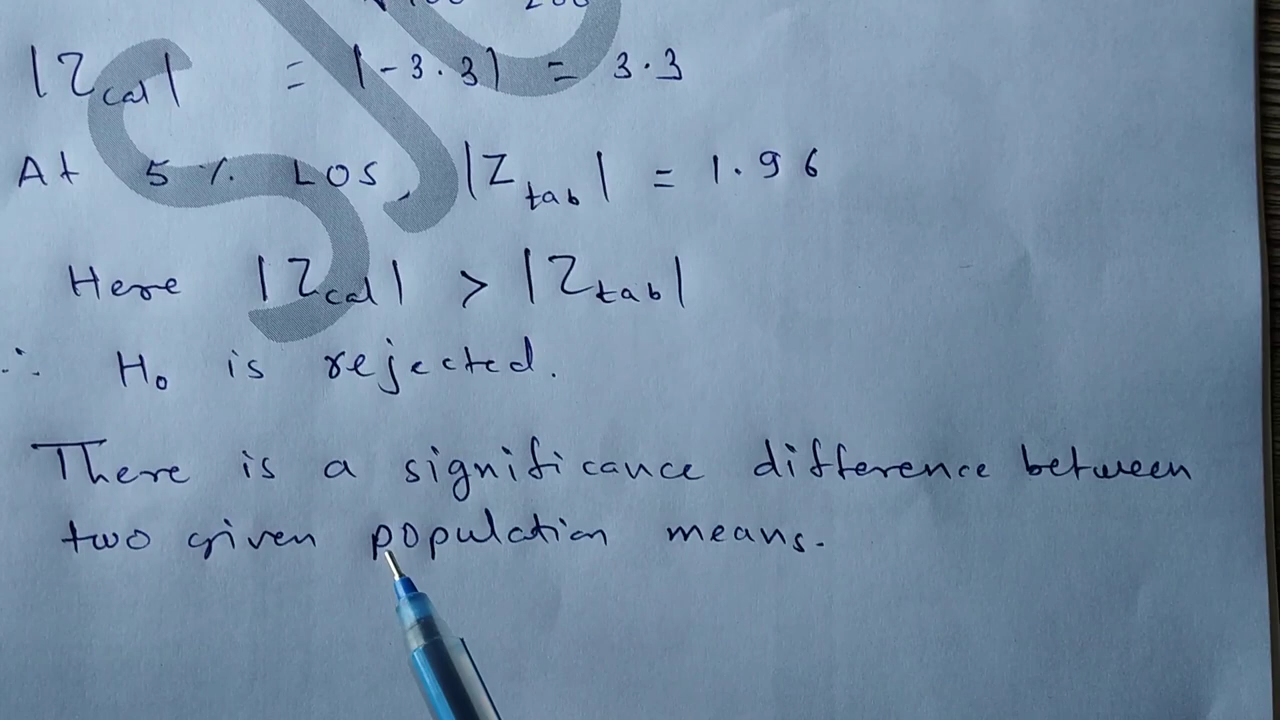 |Zcal| = |-3.3| = 3.3
At 5% LOS, |Ztab| = 1.96
Here |Zcal| > |Ztab|
∴ H₀ is rejected.
There is a significance difference between
two given population means.